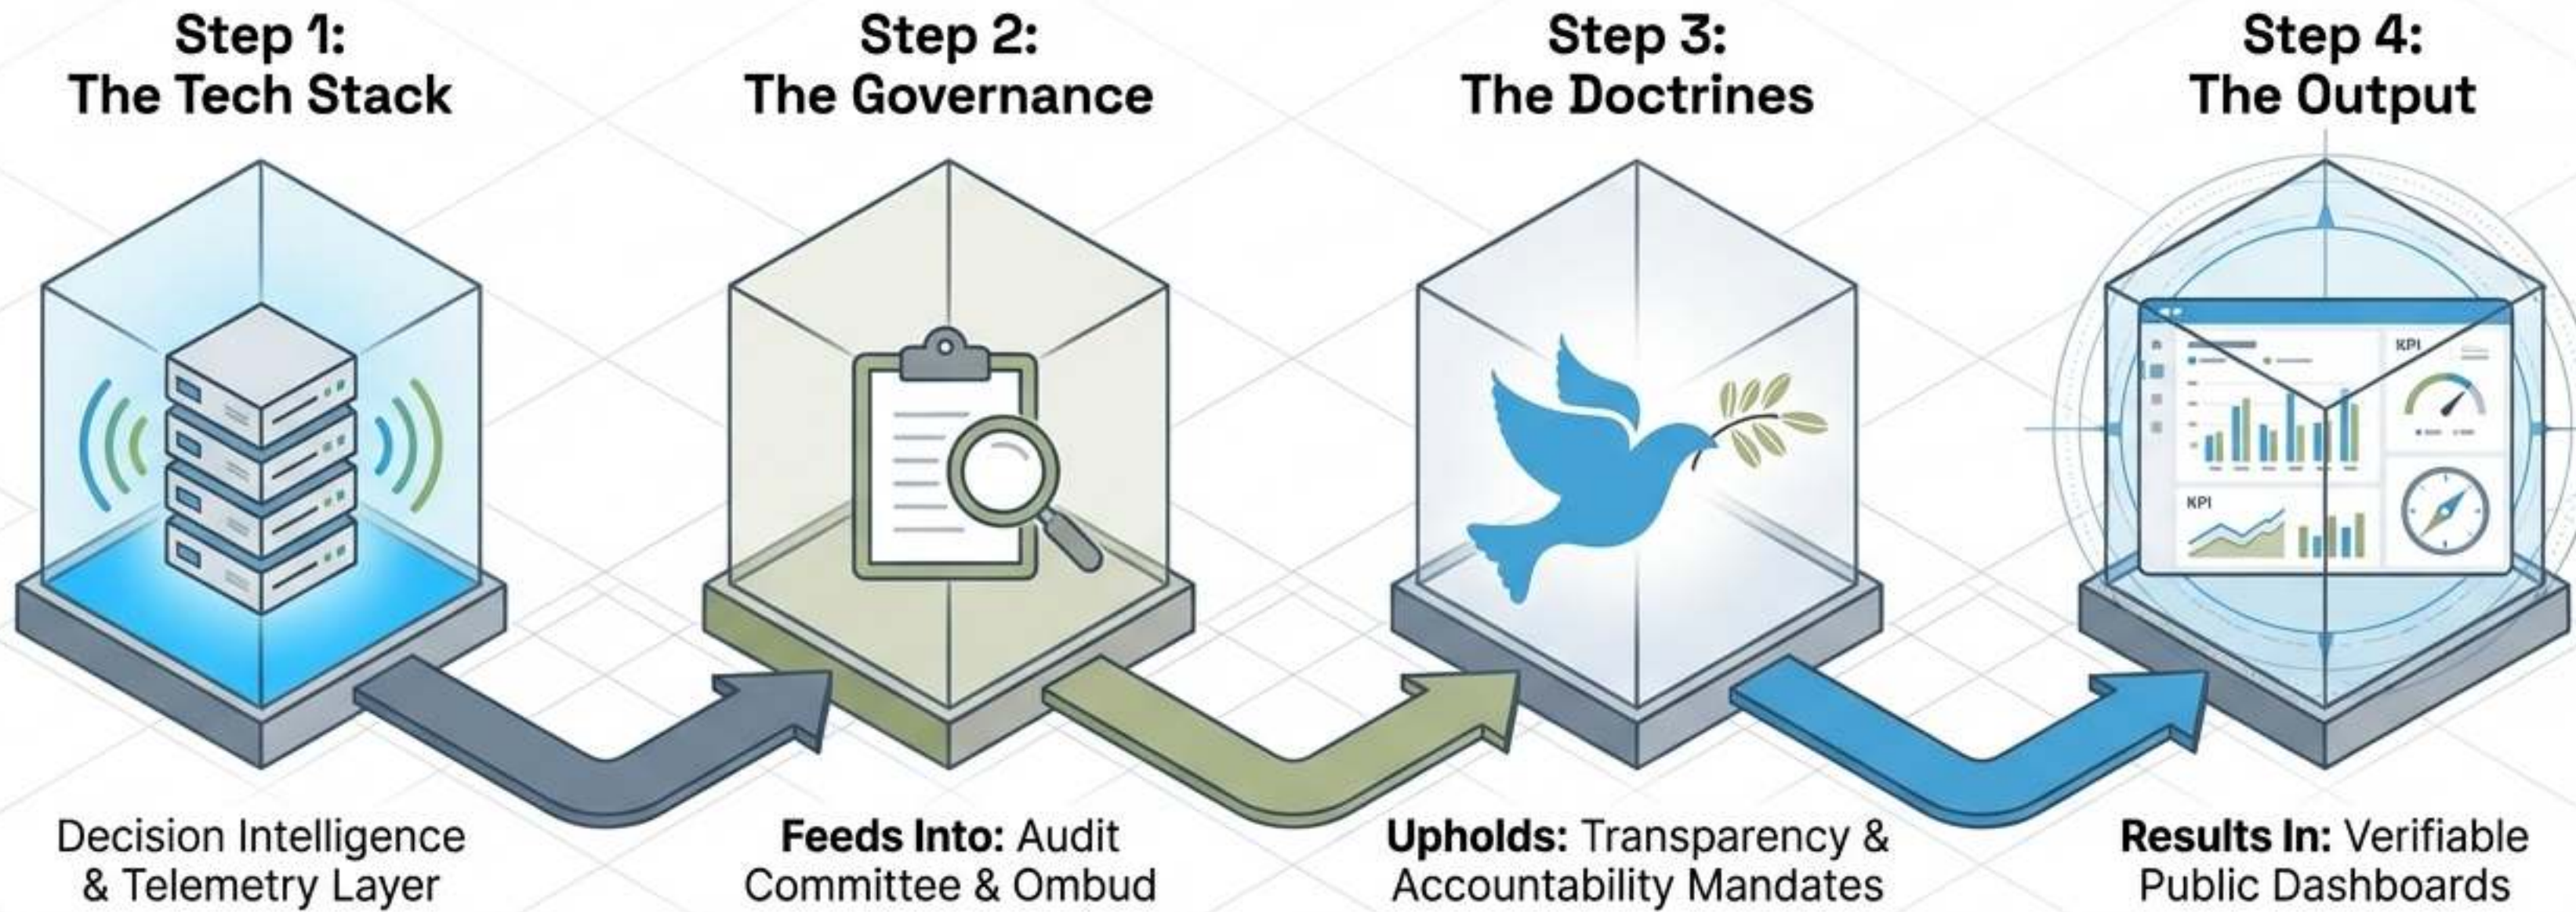 Step 1:
The Tech Stack
Decision Intelligence
& Telemetry Layer
Step 2:
The Governance
Feeds Into: Audit
Committee & Ombud
Step 3:
The Doctrines
Upholds: Transparency &
Accountability Mandates
Step 4:
The Output
KPI
KPI
Results In: Verifiable
Public Dashboards